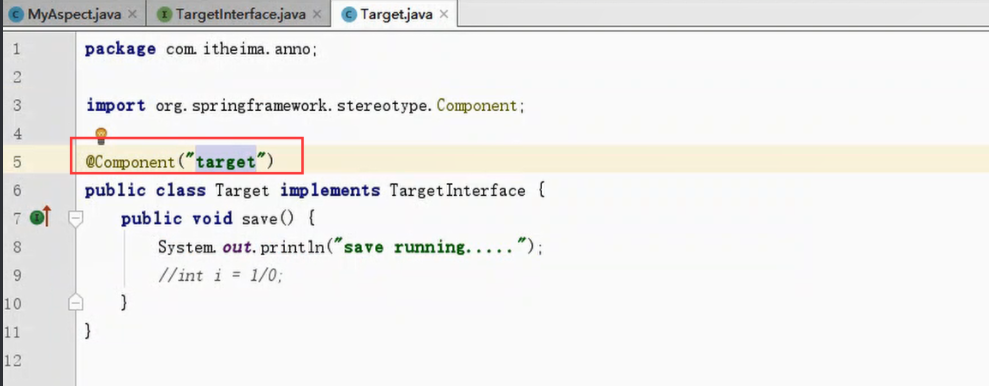 MyAspect.java TargetInterface.java Target.java
1 package com.itheima.anno;
2
3 import org.springframework.stereotype.Component;
4
5 @Component("target")
6 public class Target implements TargetInterface {
7 public void save() {
8 System.out.println("save running.....");
9 //int i = 1/0;
10 }
11 }
12